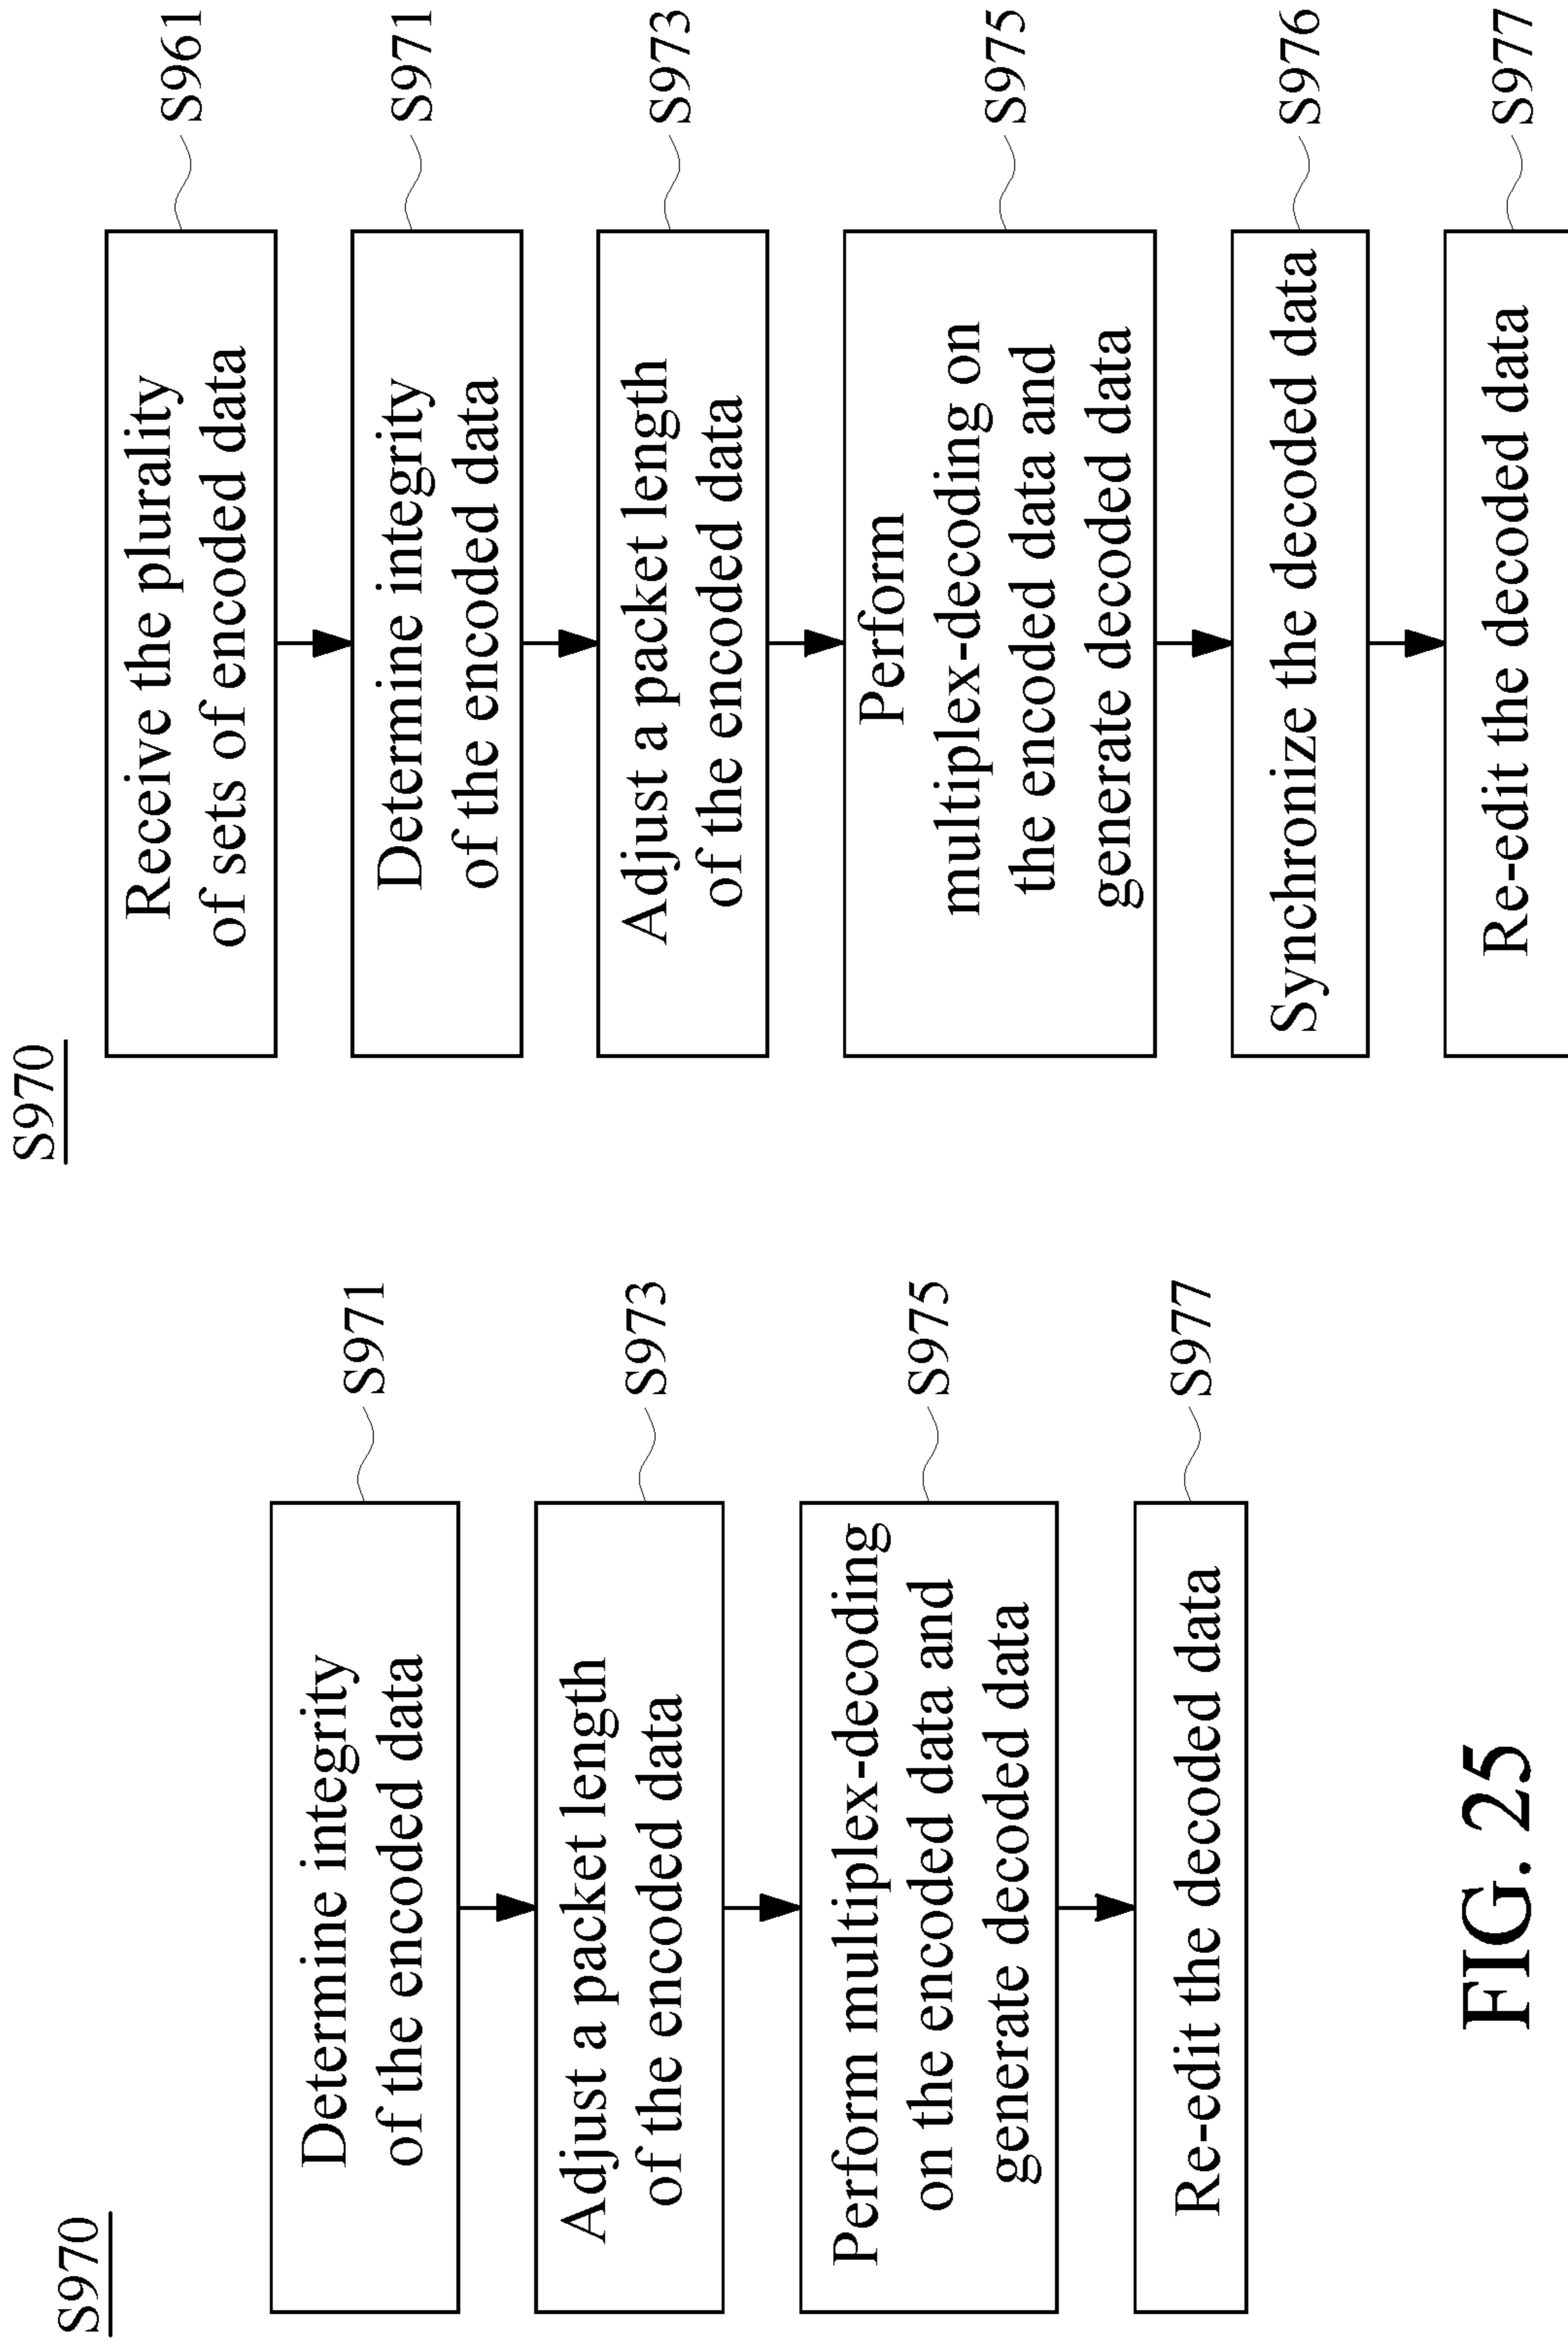 S970
Determine integrity
of the encoded data
S971
Adjust a packet length
of the encoded data
S973
Perform multiplex-decoding
on the encoded data and
generate decoded data
S975
Re-edit the decoded data
S977
FIG. 25
S970
Receive the plurality
of sets of encoded data
S961
Determine integrity
of the encoded data
S971
Adjust a packet length
of the encoded data
S973
Perform
multiplex-decoding on
the encoded data and
generate decoded data
S975
Synchronize the decoded data
S976
Re-edit the decoded data
S977